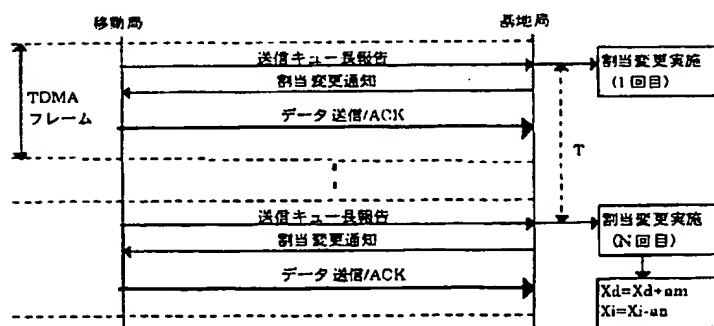 移動局
基地局
送信キュー長報告
割当変更実施
(1回目)
割当変更通知
TDMA
フレーム
データ送信/ACK
T
送信キュー長報告
割当変更実施
(N回目)
割当変更通知
データ送信/ACK
Xd=Xd+αm
Xi=Xi-αn